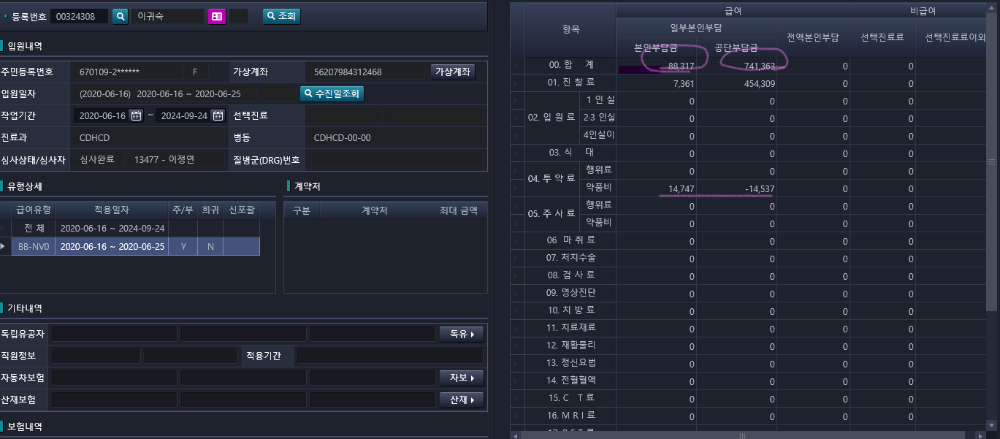 등록번호 00324308 이귀숙 조회
입원내역
주민등록번호 670109-2****** F 가상계좌 56207984312468 가상계좌
입원일자 (2020-06-16) 2020-06-16 ~ 2020-06-25 수진일조회
작업기간 2020-06-16 ~ 2024-09-24 선택진료
진료과 CDHCD 병동 CDHCD-00-00
심사상태/심사자 심사완료 13477 - 이정연 질병군(DRG)번호
유형상세
급여유형 적용일자 주/부 희귀 신포괄
전 체 2020-06-16 ~ 2024-09-24
BB-NV0 2020-06-16 ~ 2020-06-25 Y N
계약처
구분 계약처 최대 금액
기타내역
독립유공자 독유
직원정보 적용기간
자동차보험 자보
산재보험 산재
보험내역
항목 급여 비급여
일부본인부담 전액본인부담 선택진료료 선택진료료이외
본인부담금 공단부담금
00. 합 계 88,317 741,363 0 0
01. 진 찰 료 7,361 454,309 0 0
02. 입 원 료 1 인 실 0 0 0 0
2·3 인실 0 0 0 0
4인실이 0 0 0 0
03. 식 대 0 0 0 0
04. 투 약 료 행위료 0 0 0 0
약품비 14,747 -14,537 0 0
05. 주 사 료 행위료 0 0 0 0
약품비 0 0 0 0
06 마 취 료 0 0 0 0
07. 처치수술 0 0 0 0
08. 검 사 료 0 0 0 0
09. 영상진단 0 0 0 0
10. 치 방 료 0 0 0 0
11. 치료재료 0 0 0 0
12. 재활물리 0 0 0 0
13. 정신요법 0 0 0 0
14. 전혈혈액 0 0 0 0
15. C T 료 0 0 0 0
16. M R I 료 0 0 0 0